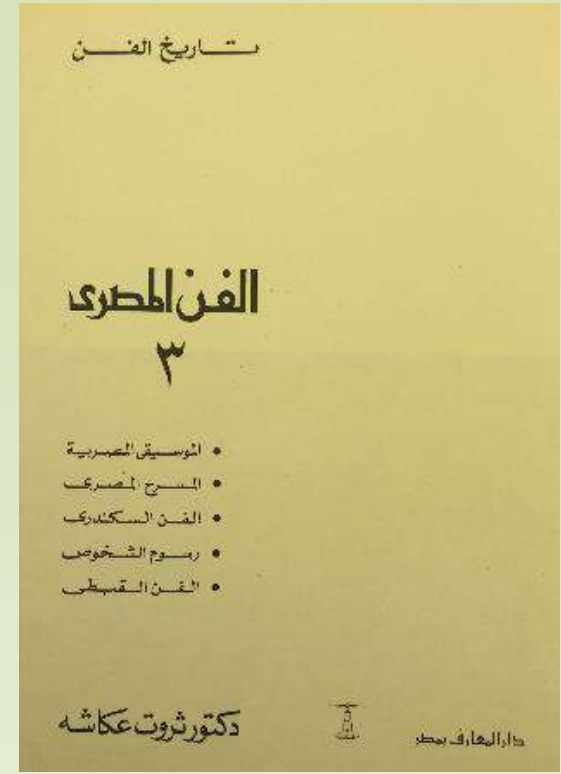 تاريخ الفن
الفن المصرى
٣
• الموسيقى المصرية
• المسرح المصرى
• الفن السكندرى
• رسوم الشخوص
• الفن القبطى
دكتور ثروت عكاشه
دار المعارف بمصر